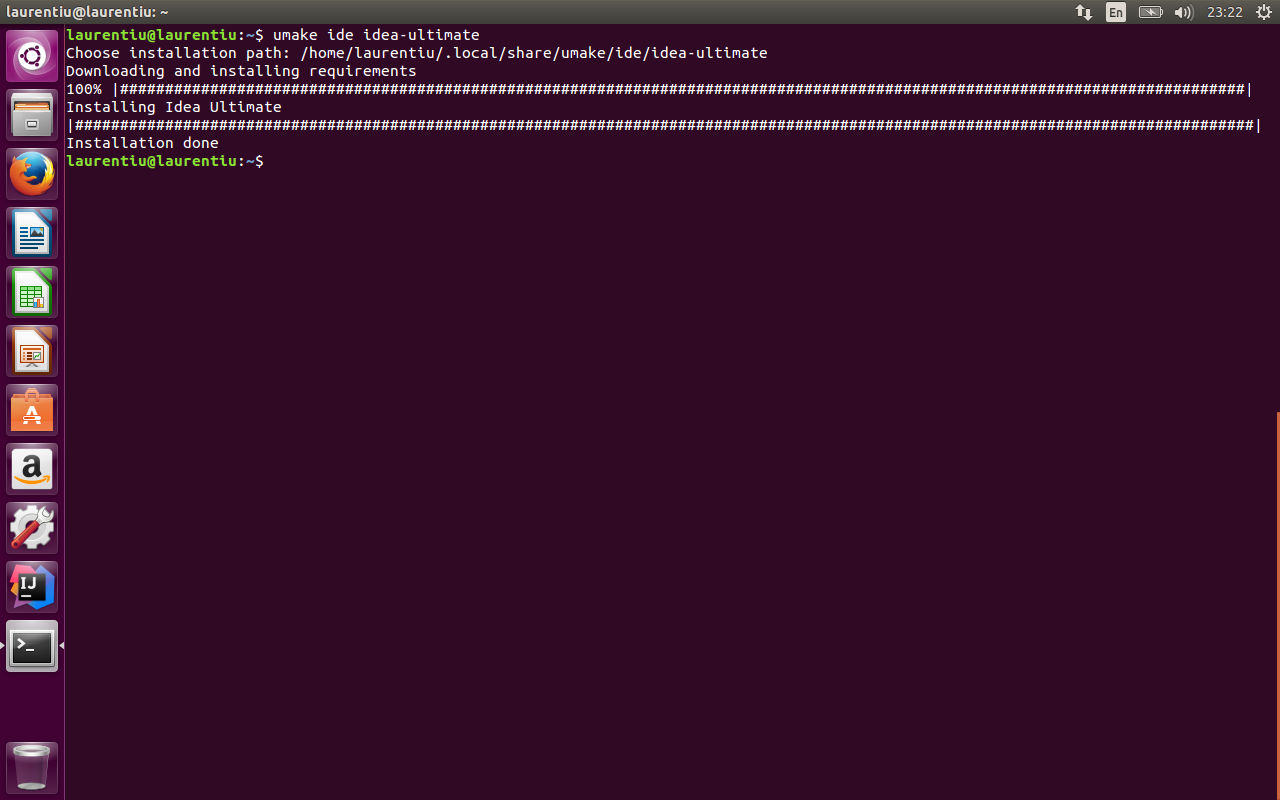 laurentiu@laurentiu: ~
En
23:22
laurentiu@laurentiu:~$ umake ide idea-ultimate
Choose installation path: /home/laurentiu/.local/share/umake/ide/idea-ultimate
Downloading and installing requirements
100% |#############################################################################################################################|
Installing Idea Ultimate
|###################################################################################################################################|
Installation done
laurentiu@laurentiu:~$
A
a
IJ
>_